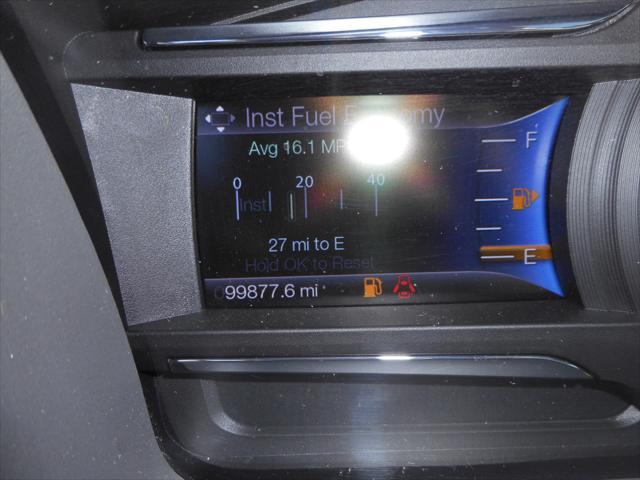 Inst Fuel Economy
Avg 16.1 MP
F
0 20 40
Inst
27 mi to E
E
Hold OK to Reset
99877.6 mi